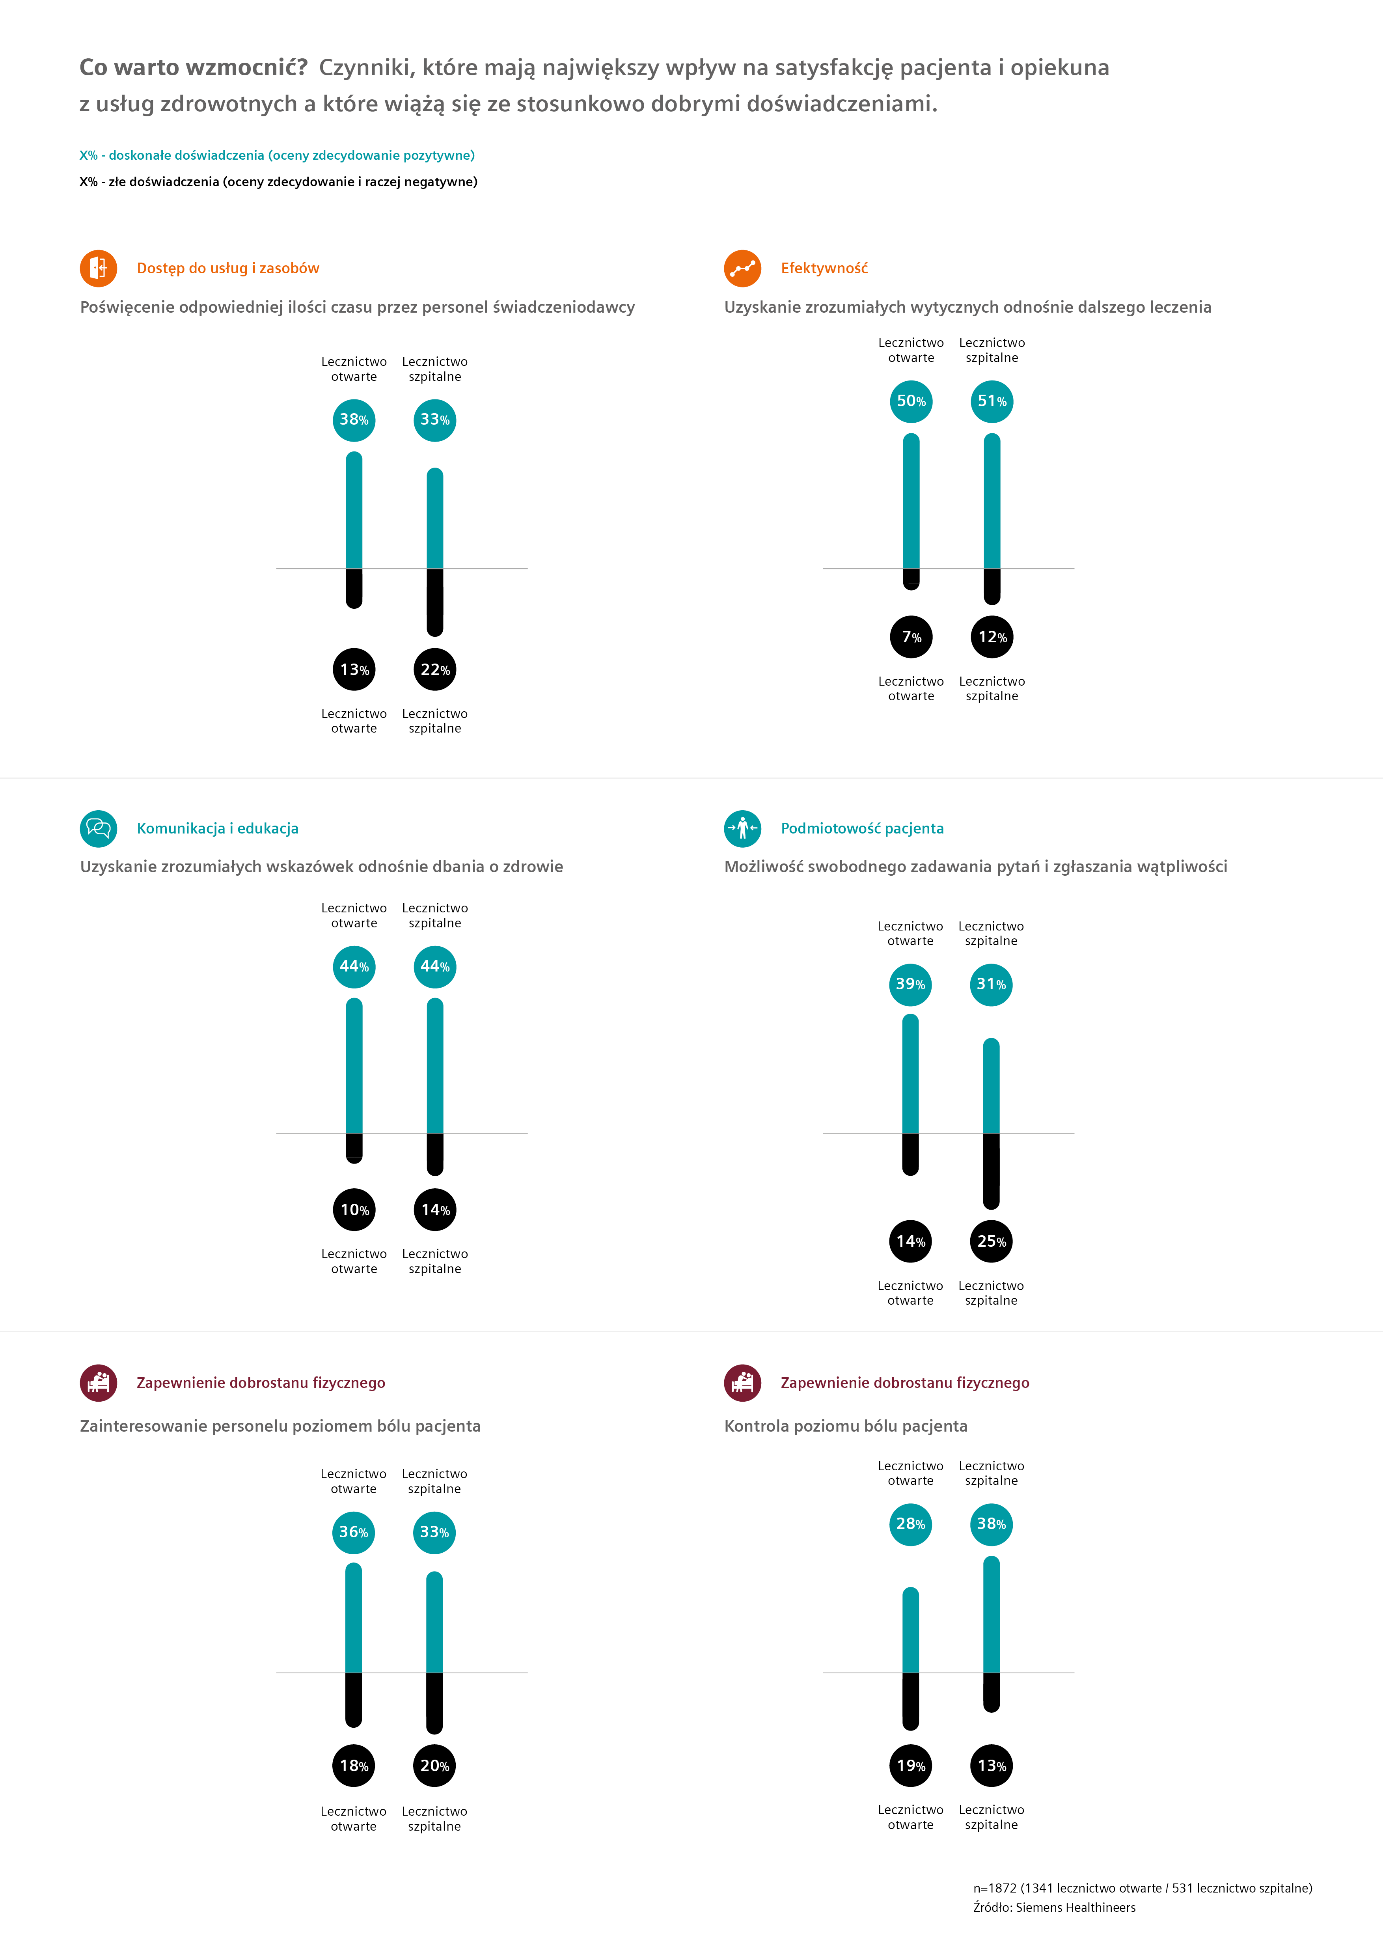 Co warto wzmocnić? Czynniki, które mają największy wpływ na satysfakcję pacjenta i opiekuna
z usług zdrowotnych a które wiążą się ze stosunkowo dobrymi doświadczeniami.
X% - doskonałe doświadczenia (oceny zdecydowanie pozytywne)
X% - złe doświadczenia (oceny zdecydowanie i raczej negatywne)
Dostęp do usług i zasobów
Poświęcenie odpowiedniej ilości czasu przez personel świadczeniodawcy
Lecznictwo Lecznictwo
otwarte szpitalne
38% 33%
13% 22%
Lecznictwo Lecznictwo
otwarte szpitalne
Efektywność
Uzyskanie zrozumiałych wytycznych odnośnie dalszego leczenia
Lecznictwo Lecznictwo
otwarte szpitalne
50% 51%
7% 12%
Lecznictwo Lecznictwo
otwarte szpitalne
Komunikacja i edukacja
Uzyskanie zrozumiałych wskazówek odnośnie dbania o zdrowie
Lecznictwo Lecznictwo
otwarte szpitalne
44% 44%
10% 14%
Lecznictwo Lecznictwo
otwarte szpitalne
Podmiotowość pacjenta
Możliwość swobodnego zadawania pytań i zgłaszania wątpliwości
Lecznictwo Lecznictwo
otwarte szpitalne
39% 31%
14% 25%
Lecznictwo Lecznictwo
otwarte szpitalne
Zapewnienie dobrostanu fizycznego
Zainteresowanie personelu poziomem bólu pacjenta
Lecznictwo Lecznictwo
otwarte szpitalne
36% 33%
18% 20%
Lecznictwo Lecznictwo
otwarte szpitalne
Zapewnienie dobrostanu fizycznego
Kontrola poziomu bólu pacjenta
Lecznictwo Lecznictwo
otwarte szpitalne
28% 38%
19% 13%
Lecznictwo Lecznictwo
otwarte szpitalne
n=1872 (1341 lecznictwo otwarte / 531 lecznictwo szpitalne)
Źródło: Siemens Healthineers